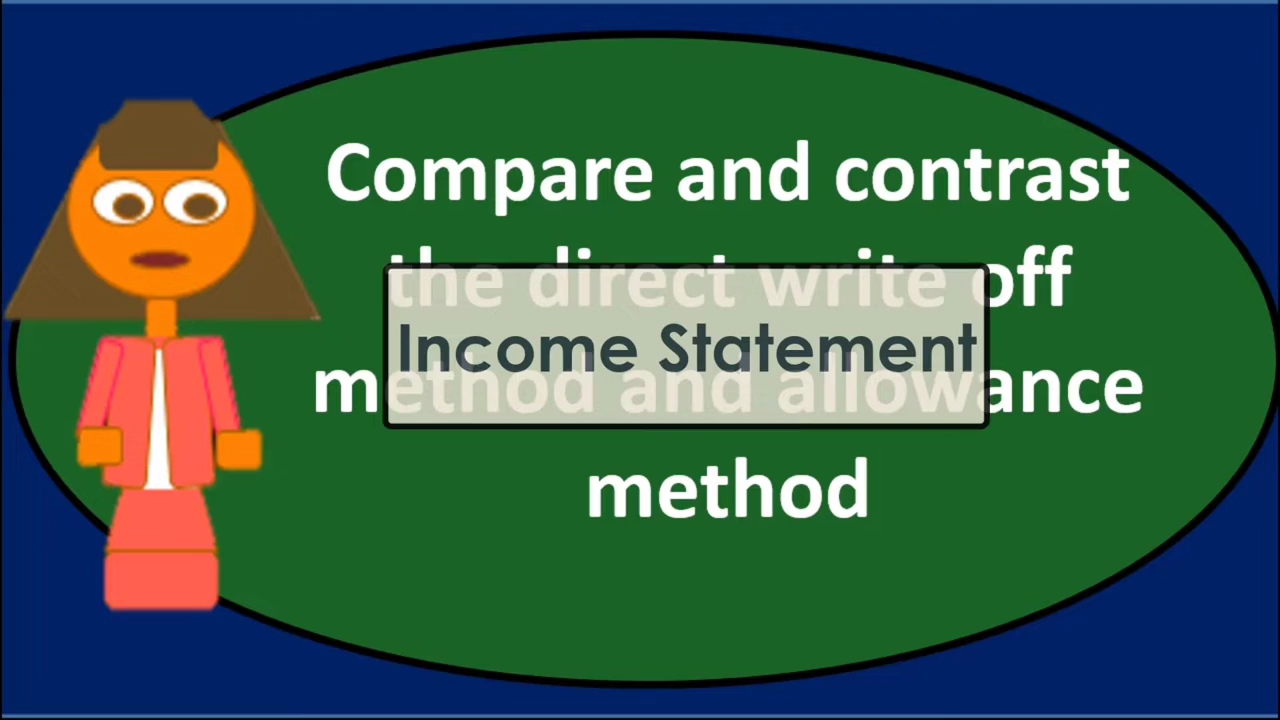 Compare and contrast
the direct write off
Income Statement
method and allowance
method